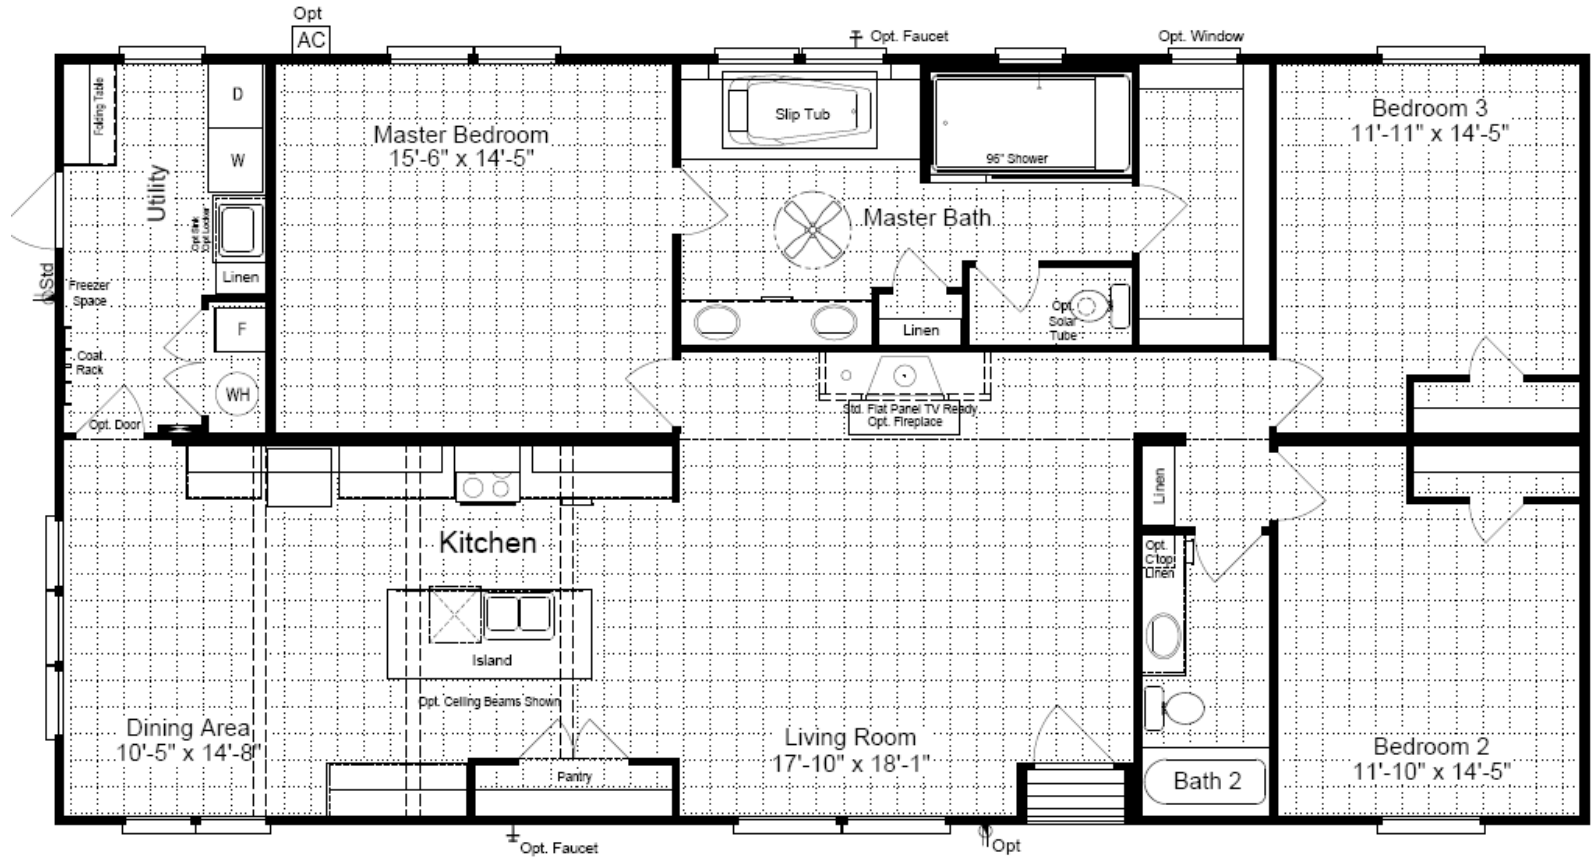 Opt
AC
Opt. Faucet
Opt. Window
Folding Table
D
W
Utility
Opt Sink
Opt Locker
Linen
Std
Freezer
Space
F
Coat
Rack
WH
Opt. Door
Master Bedroom
15'-6" x 14'-5"
Slip Tub
96" Shower
Master Bath
Linen
Opt.
Solar
Tube
Bedroom 3
11'-11" x 14'-5"
Std. Flat Panel TV Ready
Opt. Fireplace
Kitchen
Island
Opt. Ceiling Beams Shown
Dining Area
10'-5" x 14'-8"
Pantry
Living Room
17'-10" x 18'-1"
Linen
Opt.
C'top
Linen
Bath 2
Bedroom 2
11'-10" x 14'-5"
Opt. Faucet
Opt